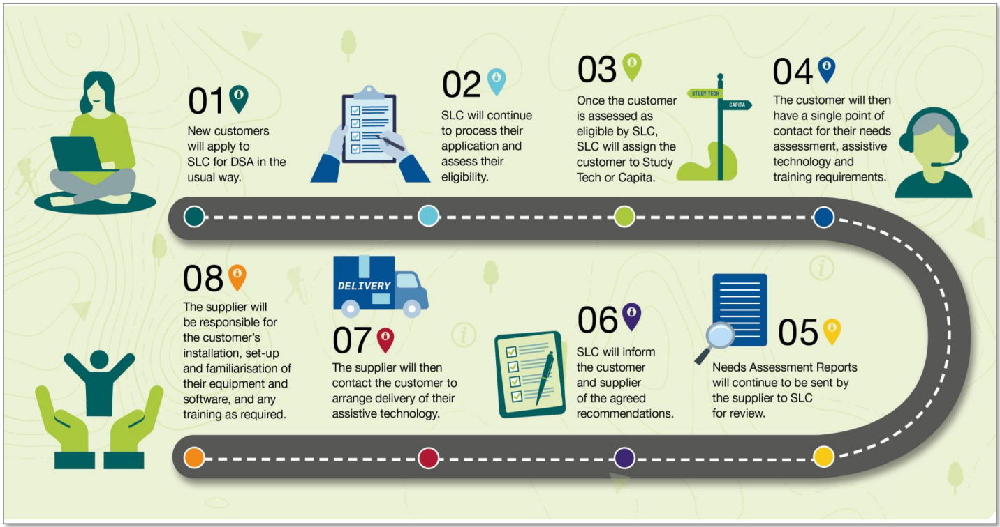 01
New customers
will apply to
SLC for DSA in the
usual way.
02
SLC will continue
to process their
application and
assess their
eligibility.
03
Once the customer
is assessed as
eligible by SLC,
SLC will assign the
customer to Study
Tech or Capita.
STUDY TECH
CAPITA
04
The customer will then
have a single point of
contact for their needs
assessment, assistive
technology and
training requirements.
05
Needs Assessment Reports
will continue to be sent by
the supplier to SLC
for review.
06
SLC will inform
the customer
and supplier
of the agreed
recommendations.
DELIVERY
07
The supplier will then
contact the customer to
arrange delivery of their
assistive technology.
08
The supplier will
be responsible for
the customer's
installation, set-up
and familiarisation of
their equipment and
software, and any
training as required.